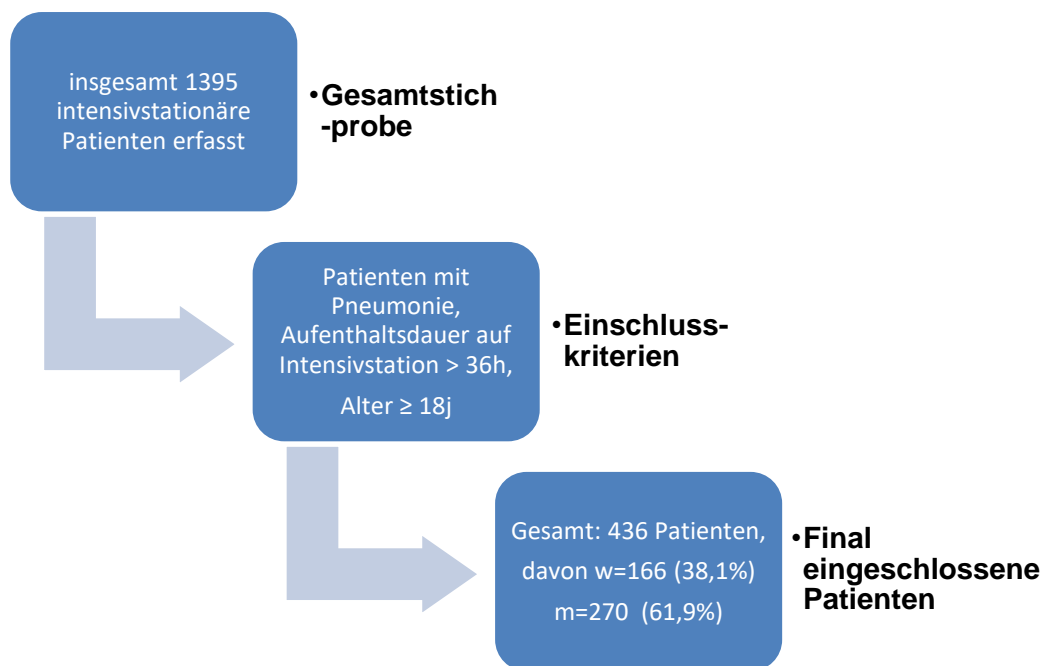 insgesamt 1395
intensivstationäre
Patienten erfasst
•Gesamtstich
-probe
Patienten mit
Pneumonie,
Aufenthaltsdauer auf
Intensivstation > 36h,
Alter ≥ 18j
•Einschluss-
kriterien
Gesamt: 436 Patienten,
davon w=166 (38,1%)
m=270 (61,9%)
•Final
eingeschlossene
Patienten